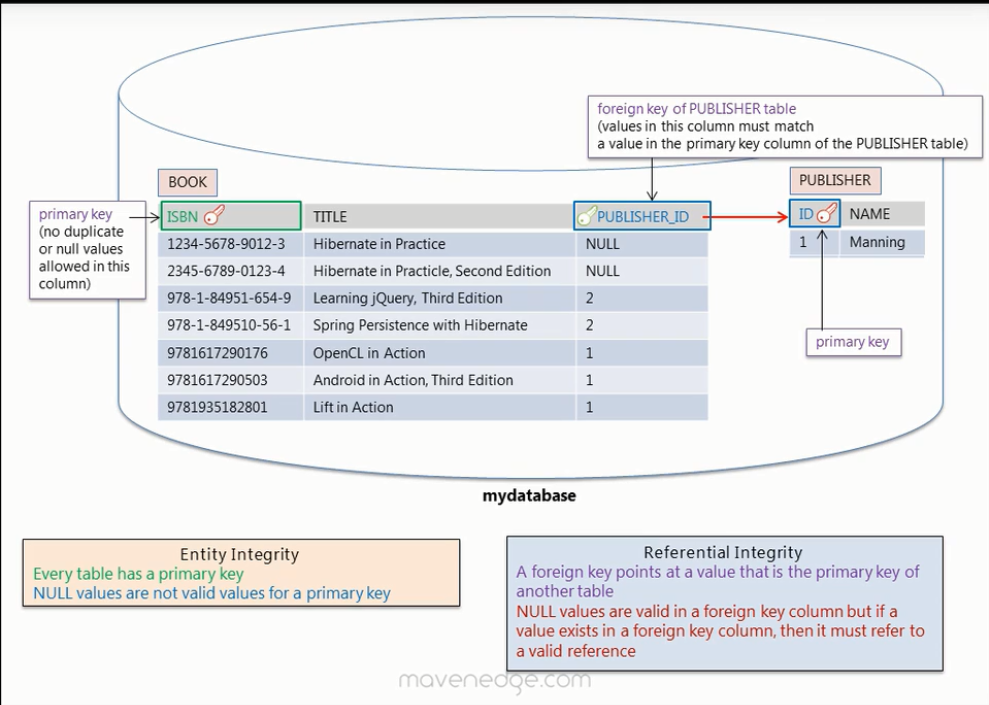 foreign key of PUBLISHER table
(values in this column must match
a value in the primary key column of the PUBLISHER table)
BOOK
PUBLISHER
primary key
(no duplicate
or null values
allowed in this
column)
ISBN TITLE PUBLISHER_ID
1234-5678-9012-3 Hibernate in Practice NULL
2345-6789-0123-4 Hibernate in Practicle, Second Edition NULL
978-1-84951-654-9 Learning jQuery, Third Edition 2
978-1-849510-56-1 Spring Persistence with Hibernate 2
9781617290176 OpenCL in Action 1
9781617290503 Android in Action, Third Edition 1
9781935182801 Lift in Action 1
ID NAME
1 Manning
primary key
mydatabase
Entity Integrity
Every table has a primary key
NULL values are not valid values for a primary key
Referential Integrity
A foreign key points at a value that is the primary key of
another table
NULL values are valid in a foreign key column but if a
value exists in a foreign key column, then it must refer to
a valid reference
mavenedge.com